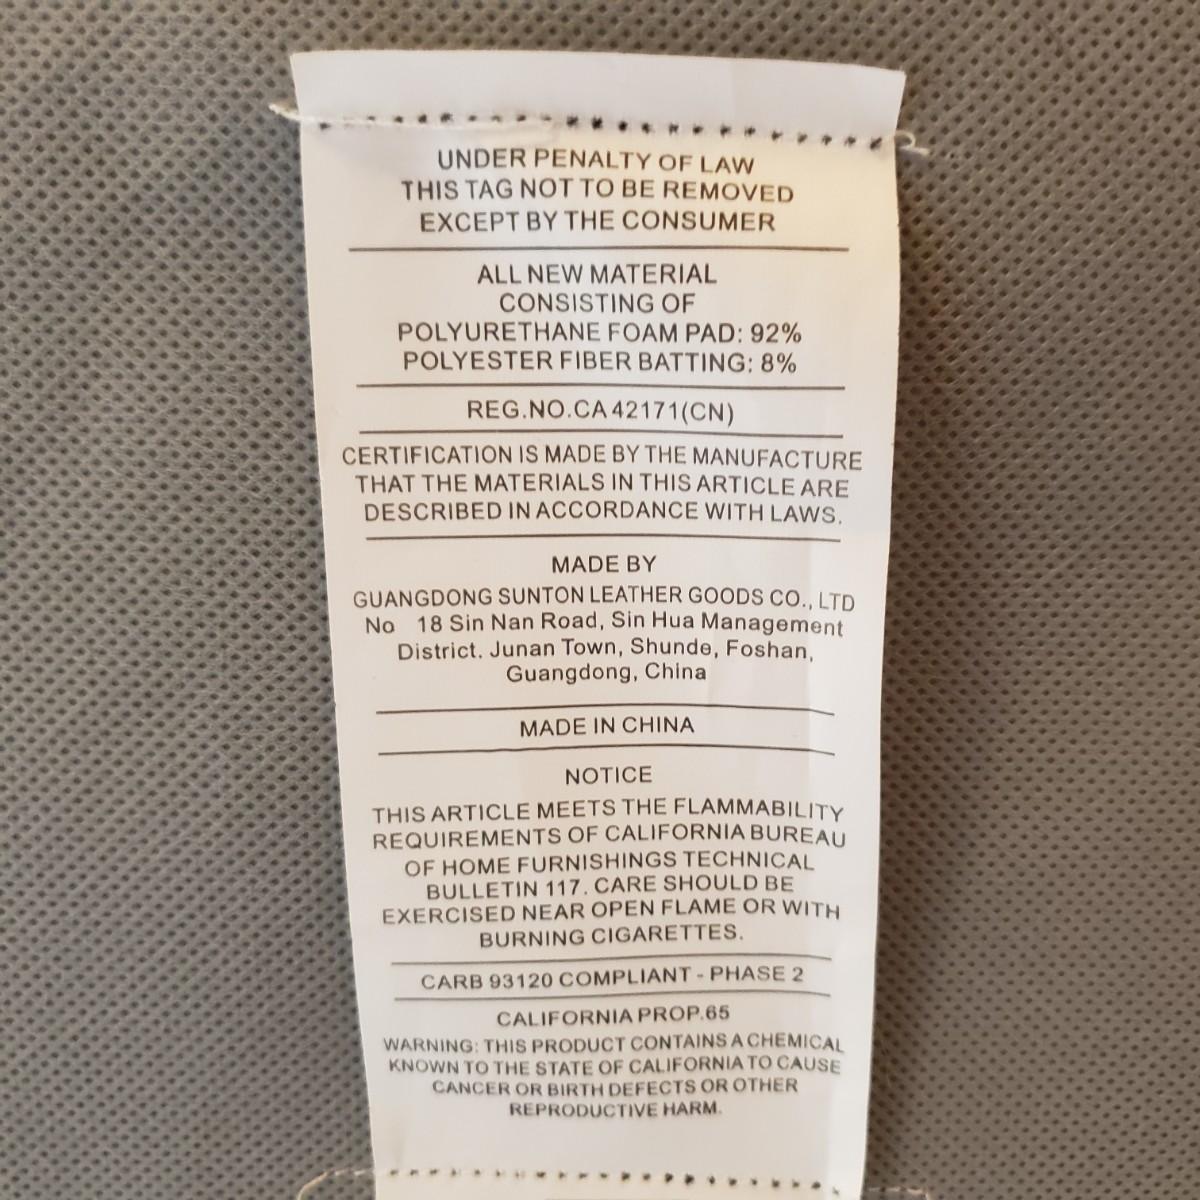 UNDER PENALTY OF LAW
THIS TAG NOT TO BE REMOVED
EXCEPT BY THE CONSUMER
ALL NEW MATERIAL
CONSISTING OF
POLYURETHANE FOAM PAD: 92%
POLYESTER FIBER BATTING: 8%
REG.NO.CA 42171(CN)
CERTIFICATION IS MADE BY THE MANUFACTURE
THAT THE MATERIALS IN THIS ARTICLE ARE
DESCRIBED IN ACCORDANCE WITH LAWS.
MADE BY
GUANGDONG SUNTON LEATHER GOODS CO., LTD
No 18 Sin Nan Road, Sin Hua Management
District. Junan Town, Shunde, Foshan,
Guangdong, China
MADE IN CHINA
NOTICE
THIS ARTICLE MEETS THE FLAMMABILITY
REQUIREMENTS OF CALIFORNIA BUREAU
OF HOME FURNISHINGS TECHNICAL
BULLETIN 117. CARE SHOULD BE
EXERCISED NEAR OPEN FLAME OR WITH
BURNING CIGARETTES.
CARB 93120 COMPLIANT - PHASE 2
CALIFORNIA PROP.65
WARNING: THIS PRODUCT CONTAINS A CHEMICAL
KNOWN TO THE STATE OF CALIFORNIA TO CAUSE
CANCER OR BIRTH DEFECTS OR OTHER
REPRODUCTIVE HARM.